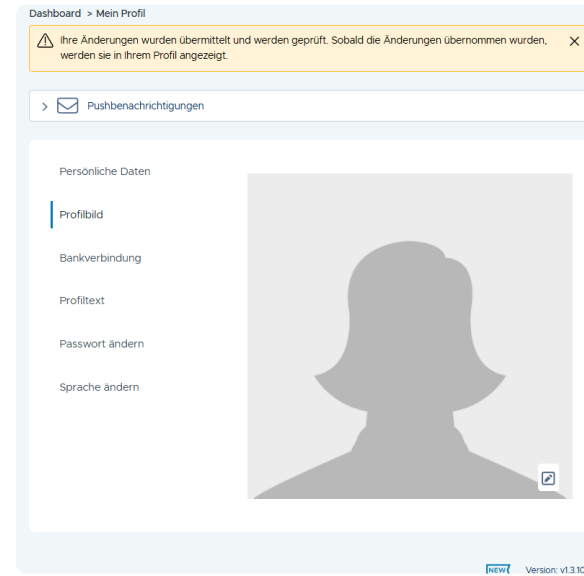 Dashboard > Mein Profil
Ihre Änderungen wurden übermittelt und werden geprüft. Sobald die Änderungen übernommen wurden,
werden sie in Ihrem Profil angezeigt.
Pushbenachrichtigungen
Persönliche Daten
Profilbild
Bankverbindung
Profiltext
Passwort ändern
Sprache ändern
NEW Version: v1.3.10